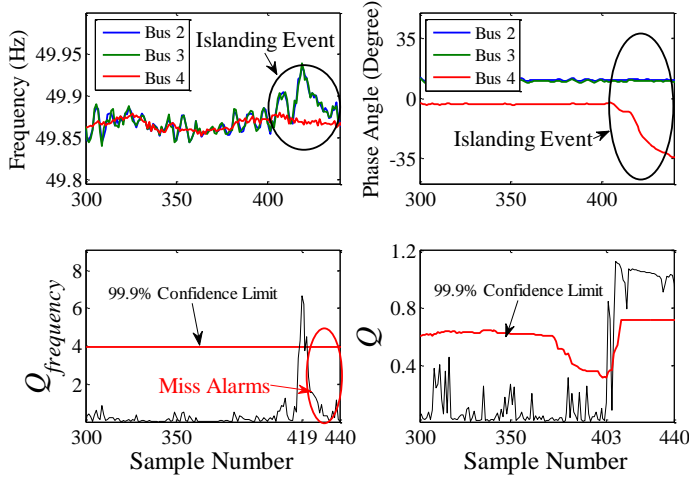 Frequency (Hz)
49.95
49.9
49.85
49.8
300
350
400
Bus 2
Bus 3
Bus 4
Islanding Event
Phase Angle (Degree)
35
0
-35
300
350
400
Bus 2
Bus 3
Bus 4
Islanding Event
Q frequency
8
6
4
2
0
300
350
419
440
99.9% Confidence Limit
Miss Alarms
Sample Number
Q
1.2
0.8
0.4
300
350
403
440
99.9% Confidence Limit
Sample Number